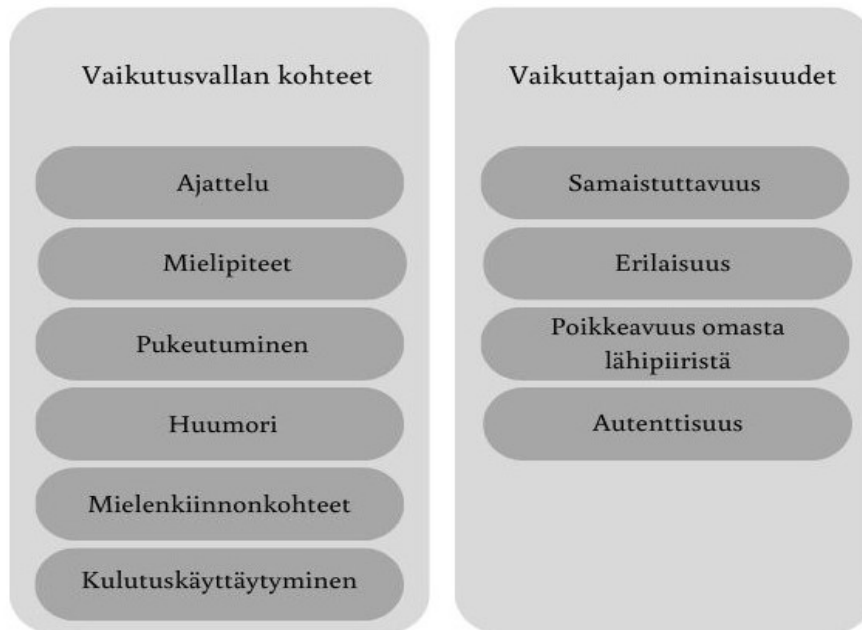 Vaikutusvallan kohteet
Ajattelu
Mielipiteet
Pukeutuminen
Huumori
Mielenkiinnonkohteet
Kulutuskäyttäytyminen
Vaikuttajan ominaisuudet
Samaistuttavuus
Erilaisuus
Poikkeavuus omasta
lähipiiristä
Autenttisuus